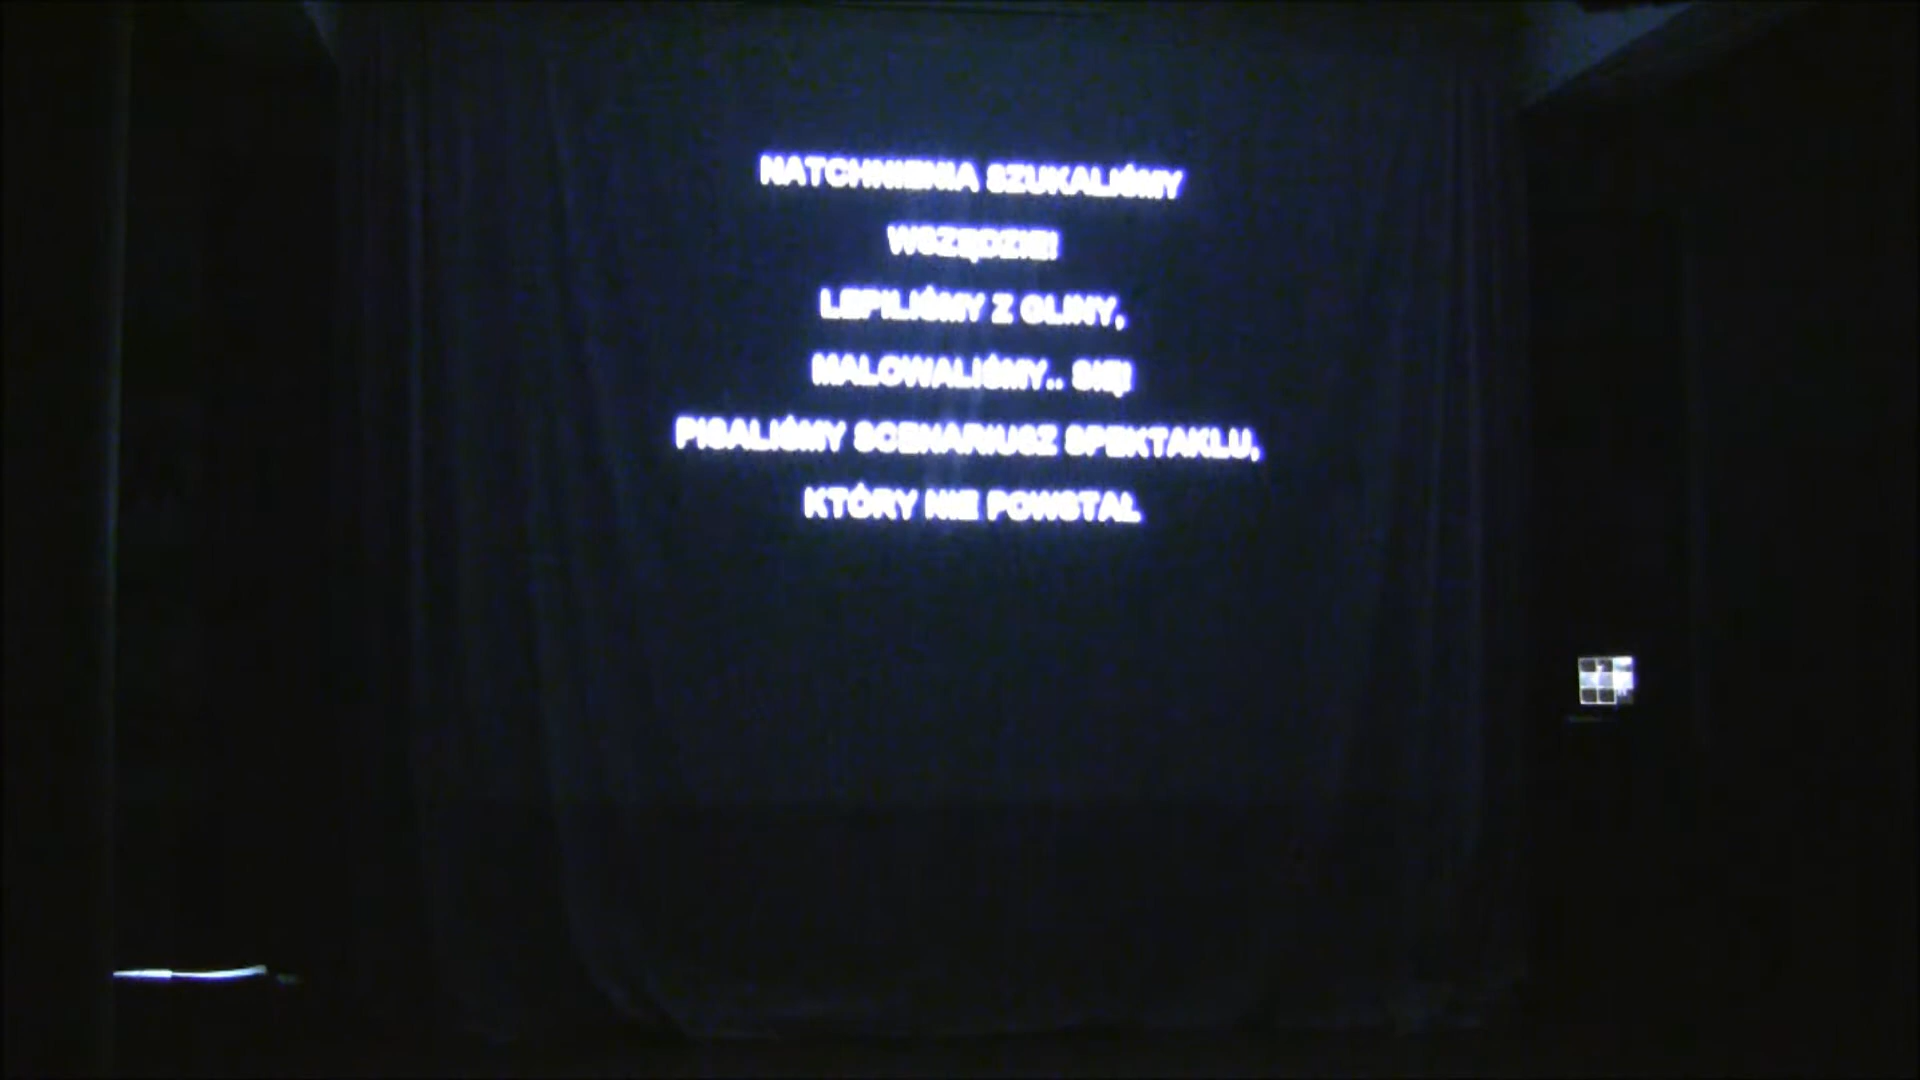 NATCHNIENIA SZUKALIŚMY
WSZĘDZIE!
LEPILIŚMY Z GLINY,
MALOWALIŚMY.. SIĘ!
PISALIŚMY SCENARIUSZ SPEKTAKLU,
KTÓRY NIE POWSTAŁ